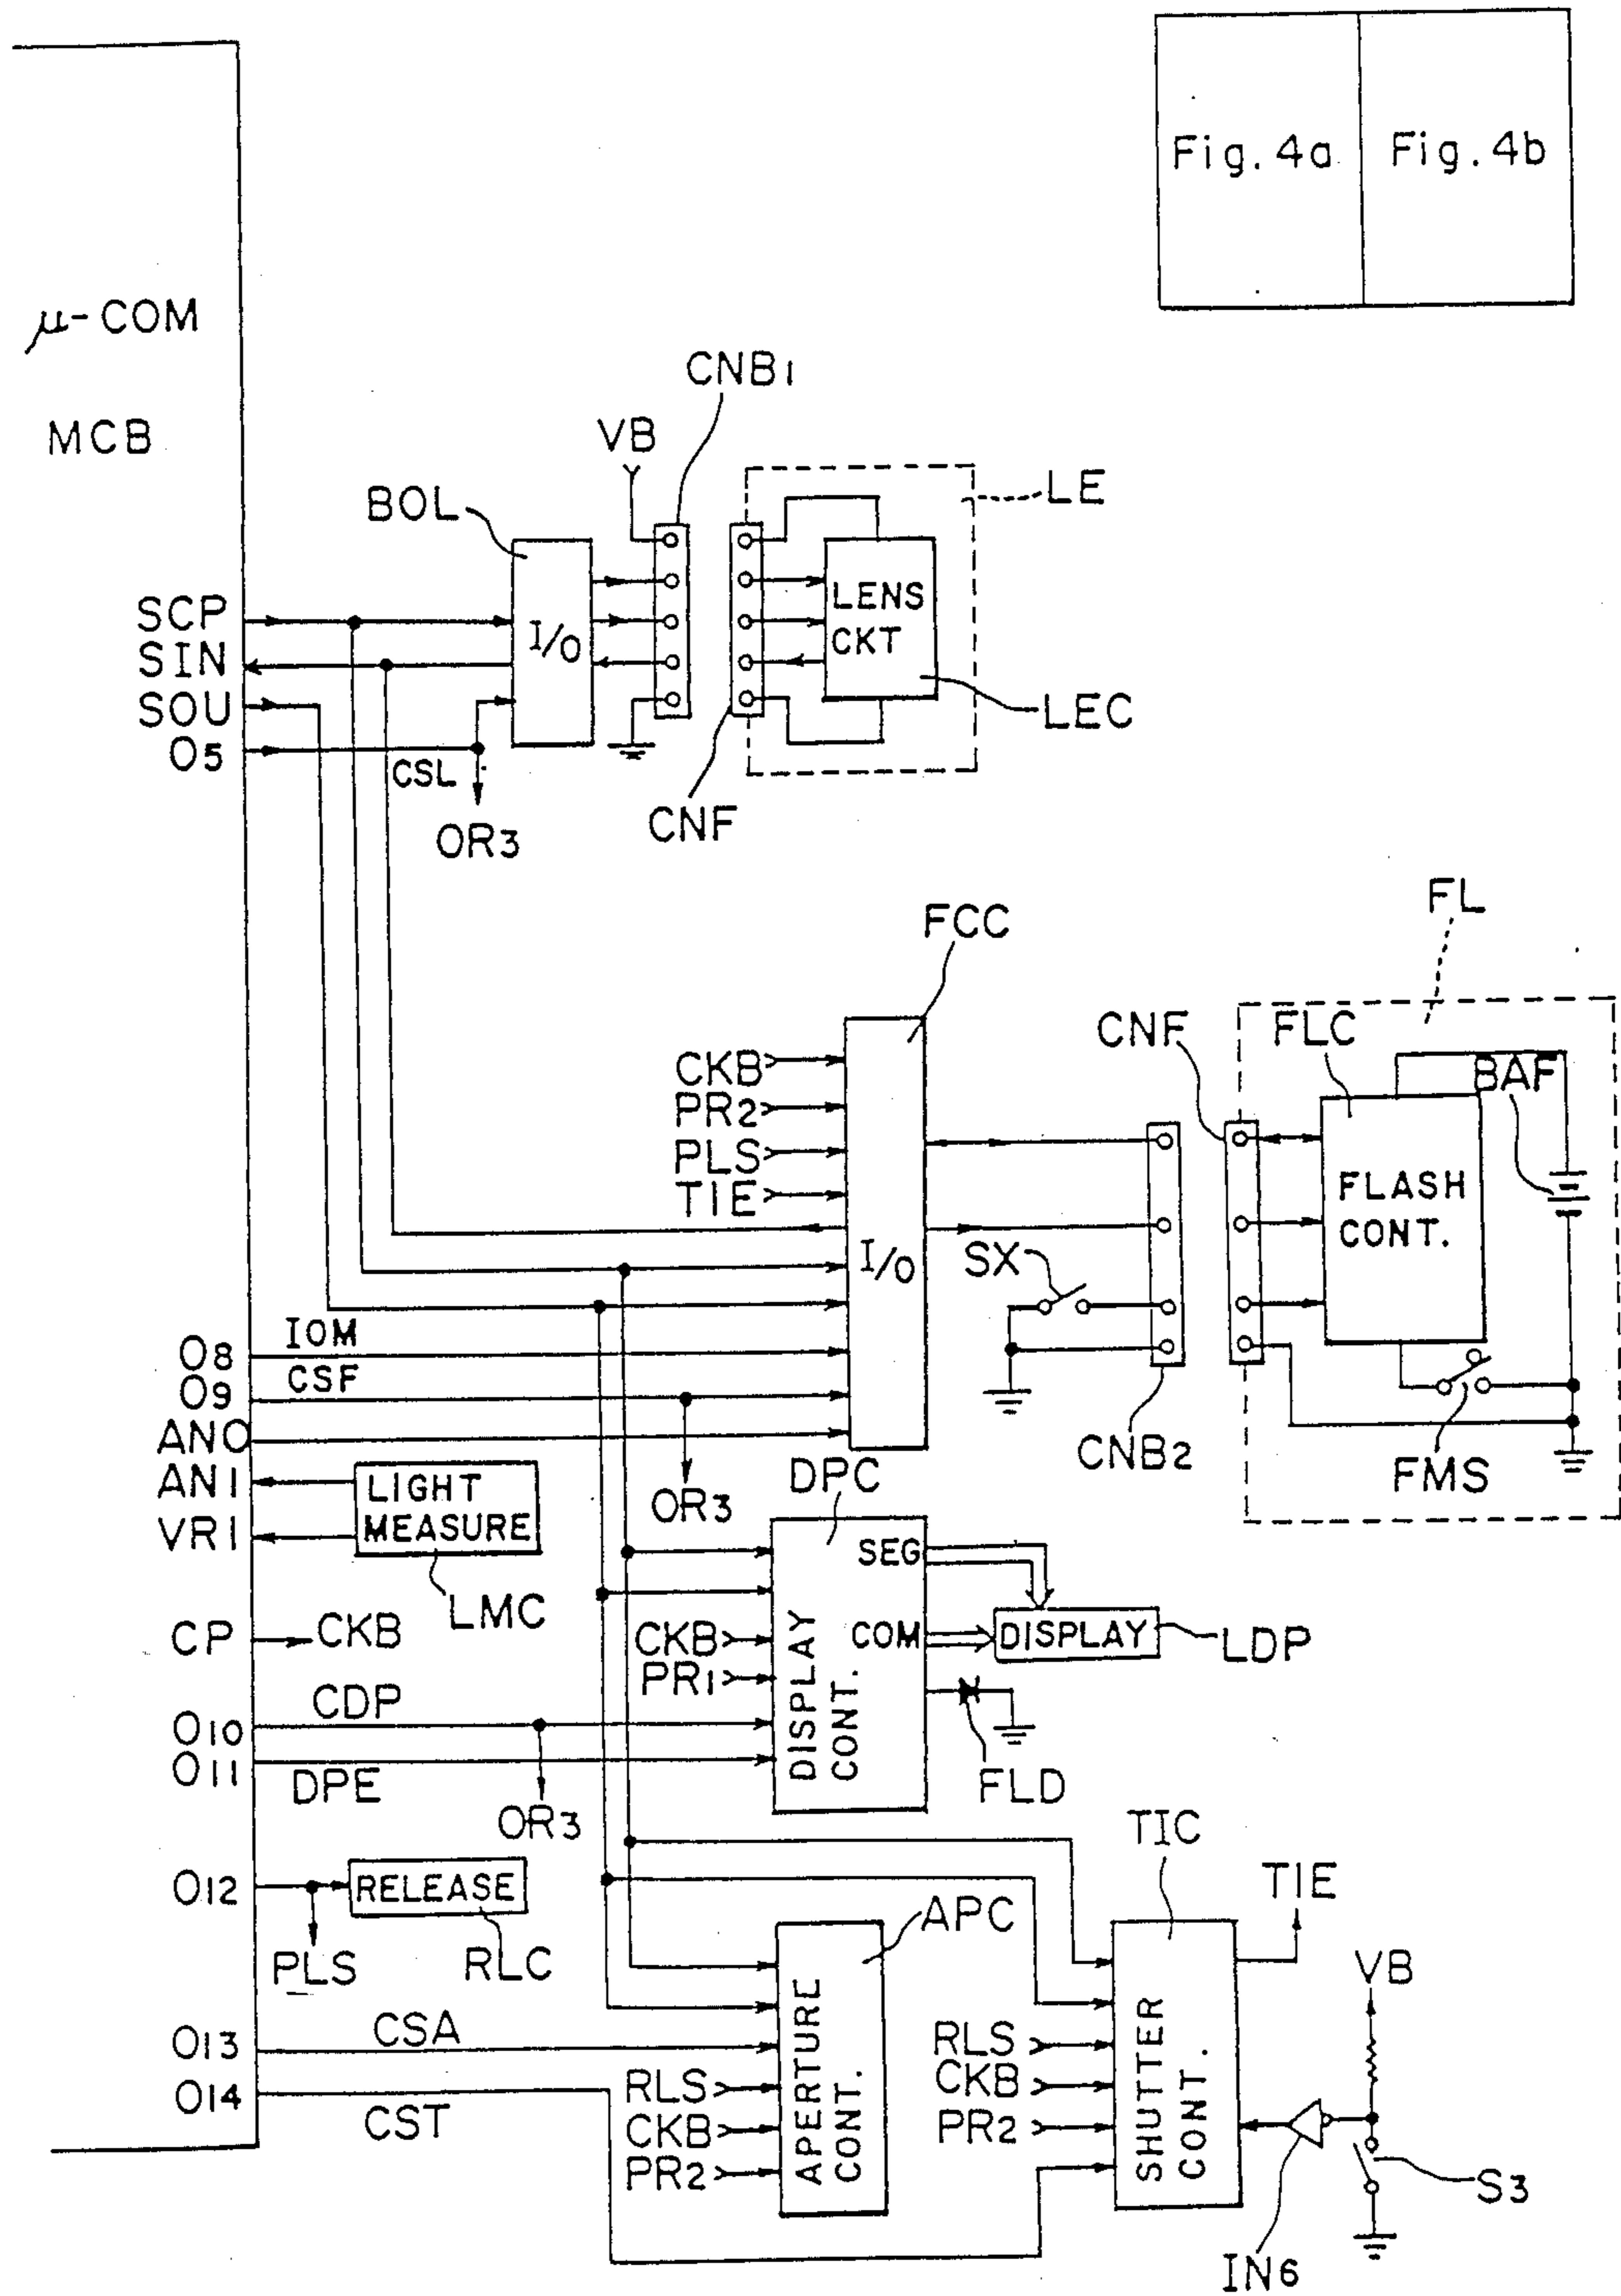 Fig. 4a
Fig. 4b
μ-COM
MCB
CNB1
VB
BOL
LE
SCP
SIN
SOU
O5
I/O
LENS
CKT
LEC
CSL
OR3
CNF
FCC
FL
CKB
PR2
PLS
TIE
CNF
FLC
BAF
FLASH
CONT.
I/O
SX
O8
IOM
O9
CSF
AN0
AN1
VR1
LIGHT
MEASURE
LMC
OR3
DPC
CNB2
FMS
SEG
COM
DISPLAY
LDP
CP
CKB
CKB
PR1
DISPLAY
CONT.
O10
CDP
O11
DPE
OR3
FLD
TIC
TIE
O12
RELEASE
PLS
RLC
APC
VB
O13
CSA
O14
CST
RLS
CKB
PR2
APERTURE
CONT.
RLS
CKB
PR2
SHUTTER
CONT.
S3
IN6